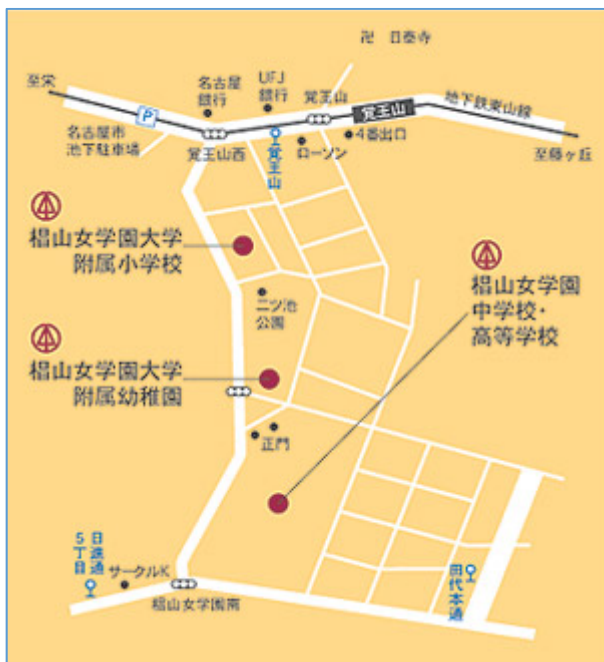 卍 日泰寺
至栄
P
名古屋
銀行
UFJ
銀行
覚王山
覚王山
地下鉄東山線
名古屋市
池下駐車場
覚王山西
覚王山
ローソン
4番出口
至藤ヶ丘
椙山女学園大学
附属小学校
二ツ池
公園
椙山女学園
中学校・
高等学校
椙山女学園大学
附属幼稚園
正門
日進通
5丁目
サークルK
椙山女学園南
田代本通